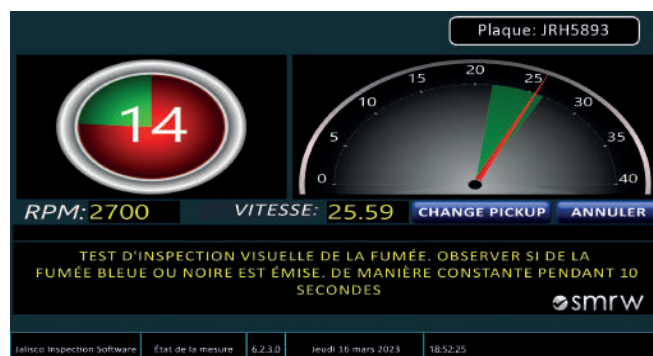 Plaque: JRH5893
14
0 5 10 15 20 25 30 35 40
RPM: 2700 VITESSE: 25.59 CHANGE PICKUP ANNULER
TEST D'INSPECTION VISUELLE DE LA FUMÉE. OBSERVER SI DE LA
FUMÉE BLEUE OU NOIRE EST ÉMISE. DE MANIÈRE CONSTANTE PENDANT 10
SECONDES
smrw
Jalisco Inspection Software État de la mesure 6.2.3.0 Jeudi 16 mars 2023 18:52:25